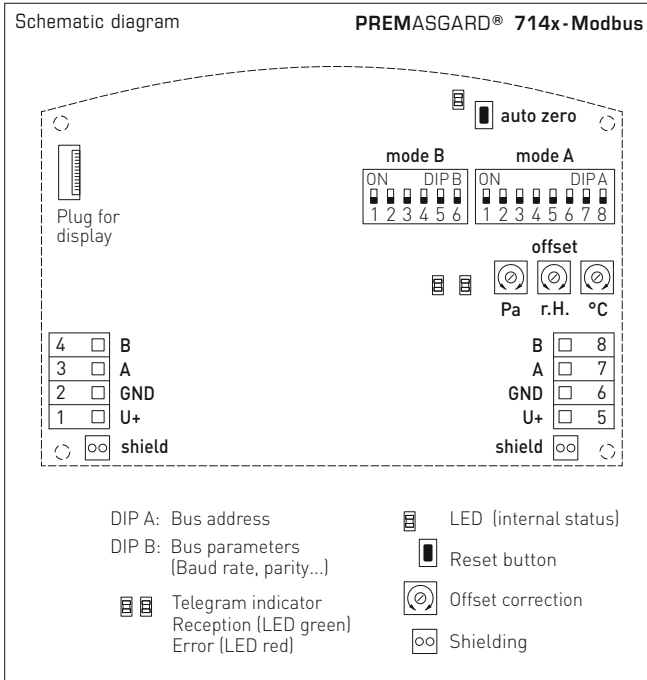 Schematic diagram PREMASGARD® 714x-Modbus
auto zero
mode B mode A
ON DIP B ON DIP A
1 2 3 4 5 6 1 2 3 4 5 6 7 8
Plug for
display
offset
Pa r.H. °C
4 B B 8
3 A A 7
2 GND GND 6
1 U+ U+ 5
shield shield
DIP A: Bus address
DIP B: Bus parameters
(Baud rate, parity...)
Telegram indicator
Reception (LED green)
Error (LED red)
LED (internal status)
Reset button
Offset correction
Shielding